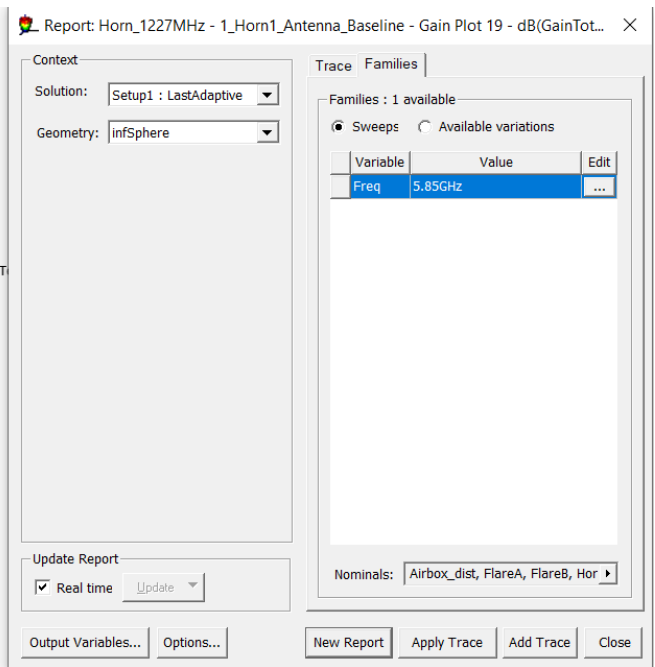 Report: Horn_1227MHz - 1_Horn1_Antenna_Baseline - Gain Plot 19 - dB(GainTot...
Context
Solution: Setup1 : LastAdaptive
Geometry: infSphere
Trace Families
Families : 1 available
Sweeps Available variations
Variable Value Edit
Freq 5.85GHz ...
Update Report
Real time Update
Nominals: Airbox_dist, FlareA, FlareB, Hor
Output Variables... Options... New Report Apply Trace Add Trace Close